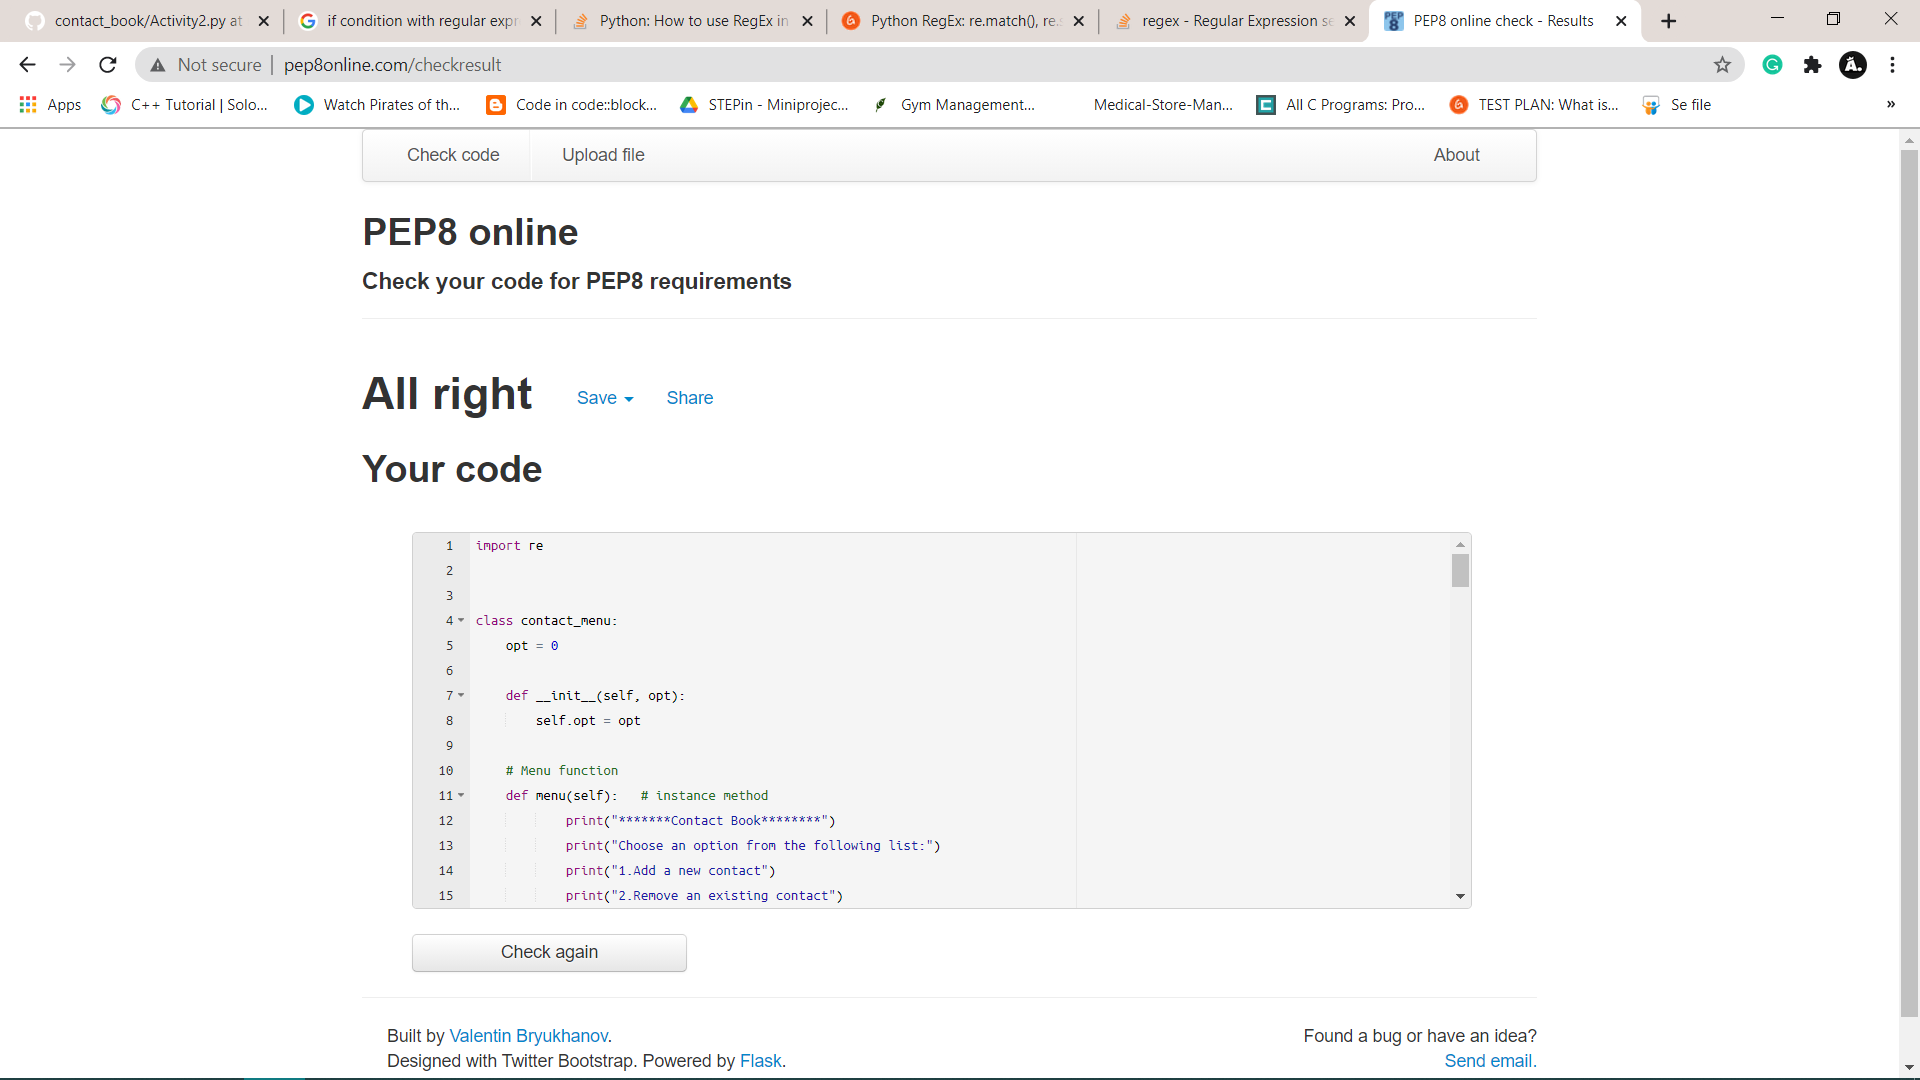 contact_book/Activity2.py at
if condition with regular expr
Python: How to use RegEx in
Python RegEx: re.match(), re.s
regex - Regular Expression se
PEP8 online check - Results
Not secure | pep8online.com/checkresult
Apps
C++ Tutorial | Solo...
Watch Pirates of th...
Code in code::block...
STEPin - Miniprojec...
Gym Management...
Medical-Store-Man...
All C Programs: Pro...
TEST PLAN: What is...
Se file
»
Check code
Upload file
About
PEP8 online
Check your code for PEP8 requirements
All right
Save
Share
Your code
1 import re
2
3
4 class contact_menu:
5     opt = 0
6
7     def __init__(self, opt):
8         self.opt = opt
9
10     # Menu function
11     def menu(self):   # instance method
12             print("*******Contact Book********")
13             print("Choose an option from the following list:")
14             print("1.Add a new contact")
15             print("2.Remove an existing contact")
Check again
Built by Valentin Bryukhanov.
Designed with Twitter Bootstrap. Powered by Flask.
Found a bug or have an idea?
Send email.